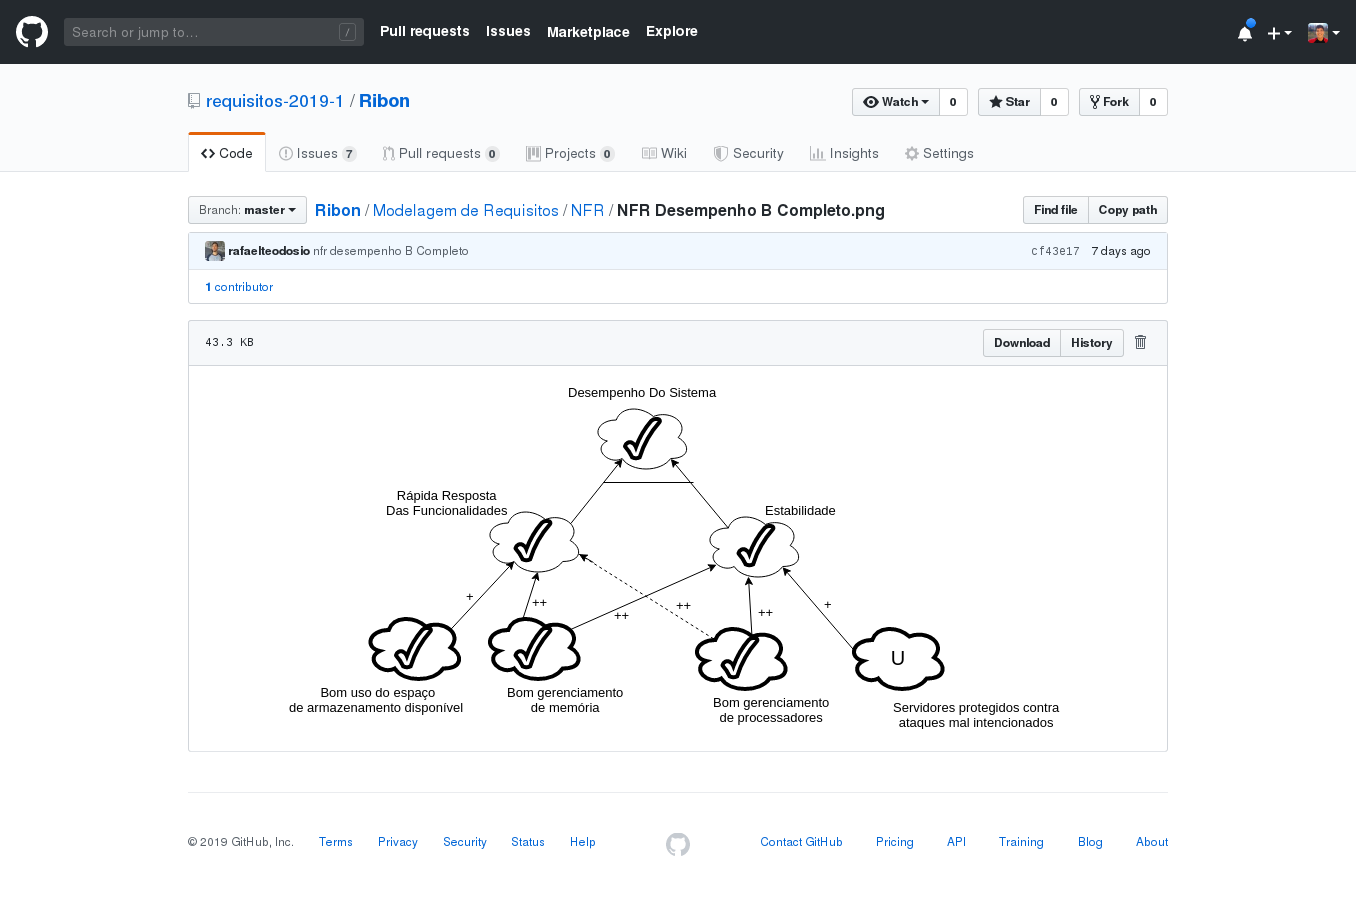 Search or jump to... /
Pull requests Issues Marketplace Explore
requisitos-2019-1 / Ribon
Watch 0 Star 0 Fork 0
Code Issues 7 Pull requests 0 Projects 0 Wiki Security Insights Settings
Branch: master Ribon / Modelagem de Requisitos / NFR / NFR Desempenho B Completo.png Find file Copy path
rafaelteodosio nfr desempenho B Completo cf43e17 7 days ago
1 contributor
43.3 KB Download History
Desempenho Do Sistema
Rápida Resposta
Das Funcionalidades
Estabilidade
+
++
++
++
++
+
U
Bom uso do espaço
de armazenamento disponível
Bom gerenciamento
de memória
Bom gerenciamento
de processadores
Servidores protegidos contra
ataques mal intencionados
© 2019 GitHub, Inc. Terms Privacy Security Status Help Contact GitHub Pricing API Training Blog About